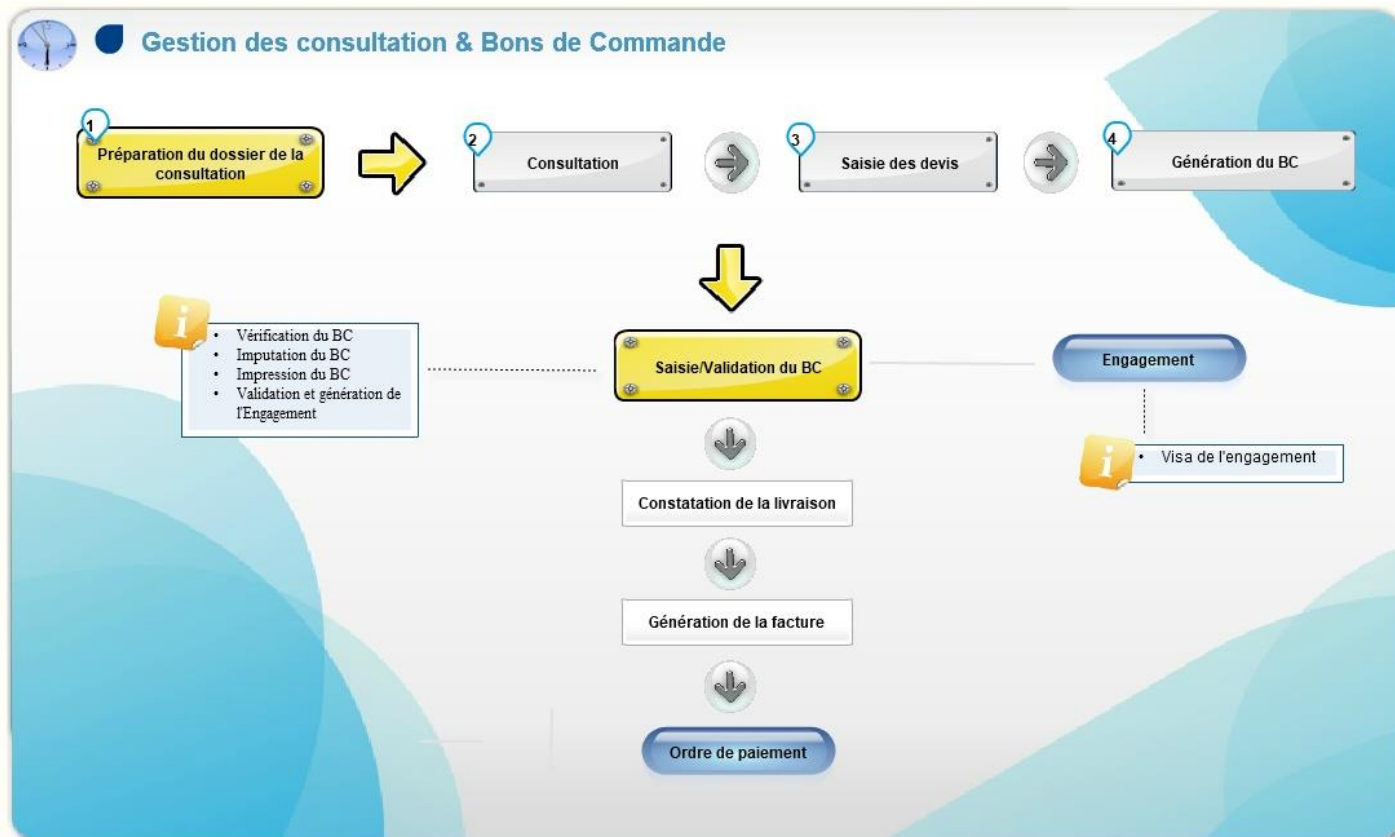 Gestion des consultation & Bons de Commande
1
Préparation du dossier de la
consultation
2
Consultation
3
Saisie des devis
4
Génération du BC
• Vérification du BC
• Imputation du BC
• Impression du BC
• Validation et génération de
l'Engagement
Saisie/Validation du BC
Engagement
• Visa de l'engagement
Constatation de la livraison
Génération de la facture
Ordre de paiement